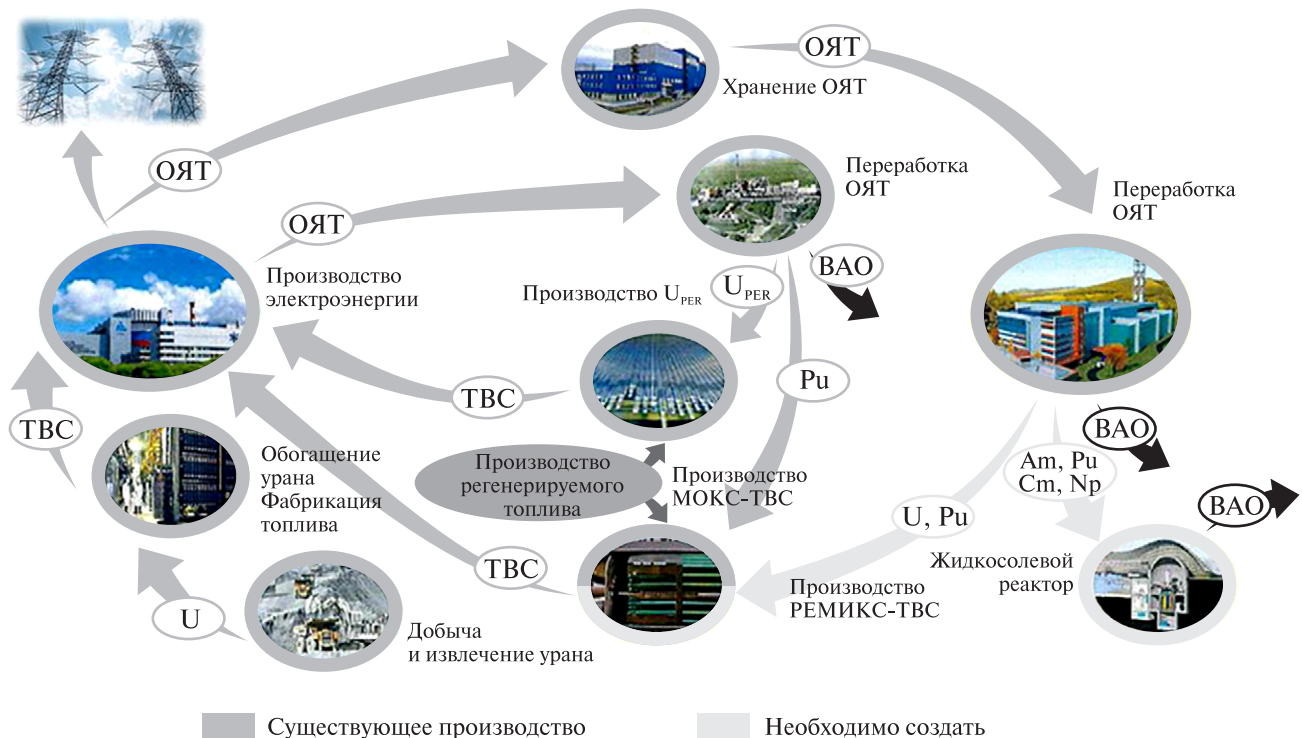 ОЯТ
Хранение ОЯТ
ОЯТ
ОЯТ
Переработка
ОЯТ
Переработка
ОЯТ
Производство
электроэнергии
Производство U PER
U PER
ВАО
Pu
ТВС
ТВС
Обогащение
урана
Фабрикация
топлива
Производство
регенерируемого
топлива
Производство
МОКС-ТВС
ВАО
Am, Pu
Cm, Np
ВАО
U, Pu
ТВС
Жидкосолевой
реактор
Производство
РЕМИКС-ТВС
U
Добыча
и извлечение урана
Существующее производство
Необходимо создать